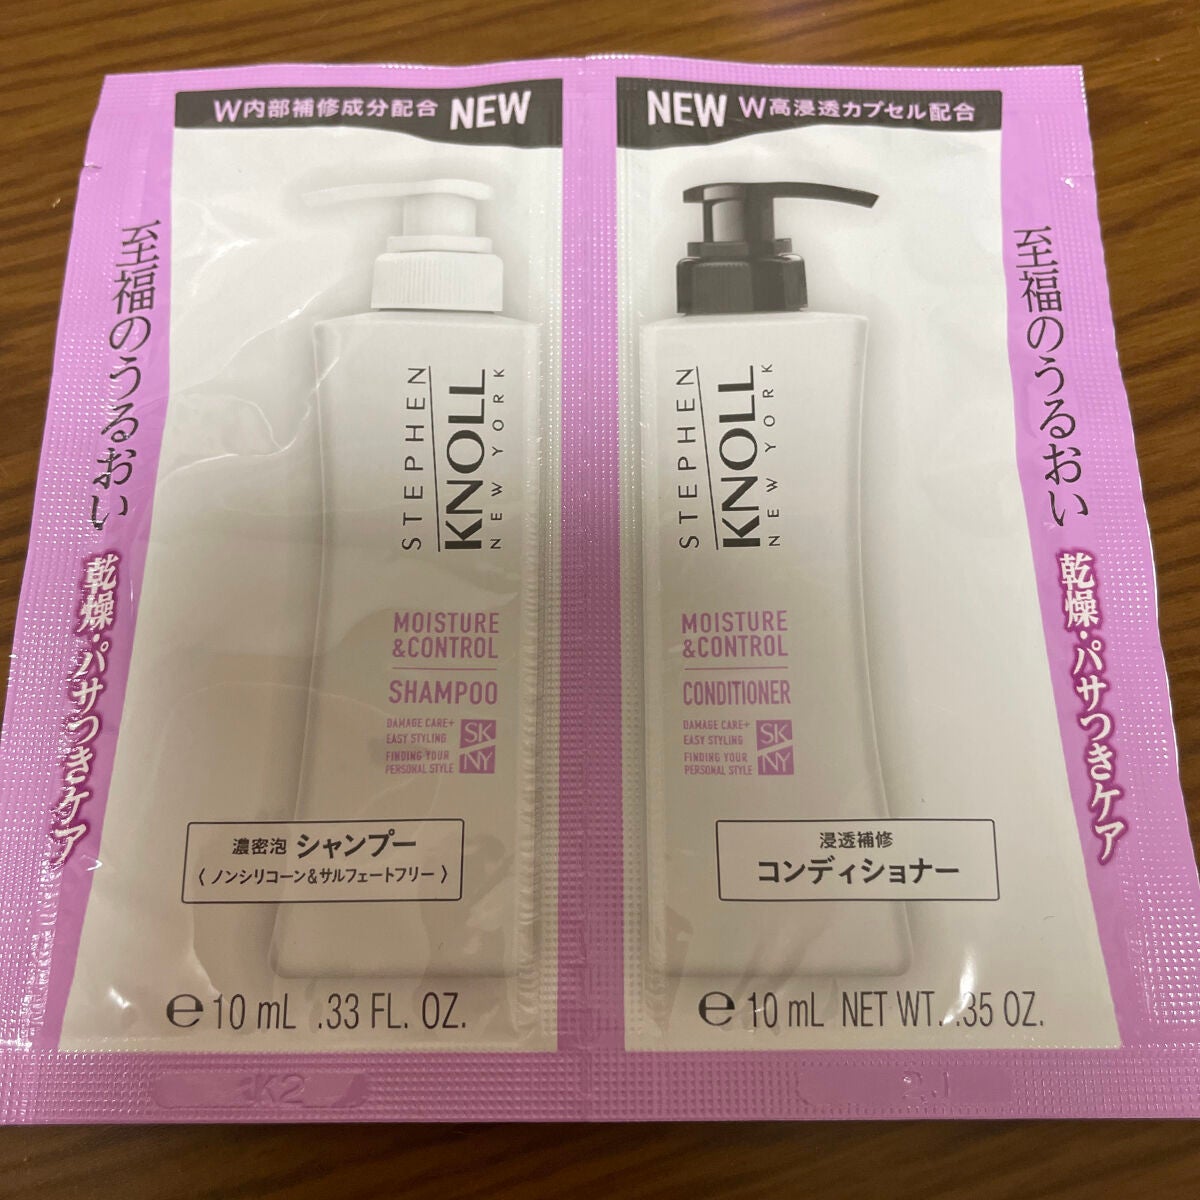 W内部補修成分配合 NEW
至福のうるおい
乾燥・パサつきケア
STEPHEN
KNOLL
NEW YORK
MOISTURE
&CONTROL
SHAMPOO
DAMAGE CARE+
EASY STYLING
FINDING YOUR
PERSONAL STYLE
SK
NY
濃密泡 シャンプー
〈 ノンシリコーン&サルフェートフリー 〉
℮ 10 mL .33 FL. OZ.
K2
NEW W高浸透カプセル配合
至福のうるおい
乾燥・パサつきケア
STEPHEN
KNOLL
NEW YORK
MOISTURE
&CONTROL
CONDITIONER
DAMAGE CARE+
EASY STYLING
FINDING YOUR
PERSONAL STYLE
SK
NY
浸透補修
コンディショナー
℮ 10 mL NET WT. .35 OZ.